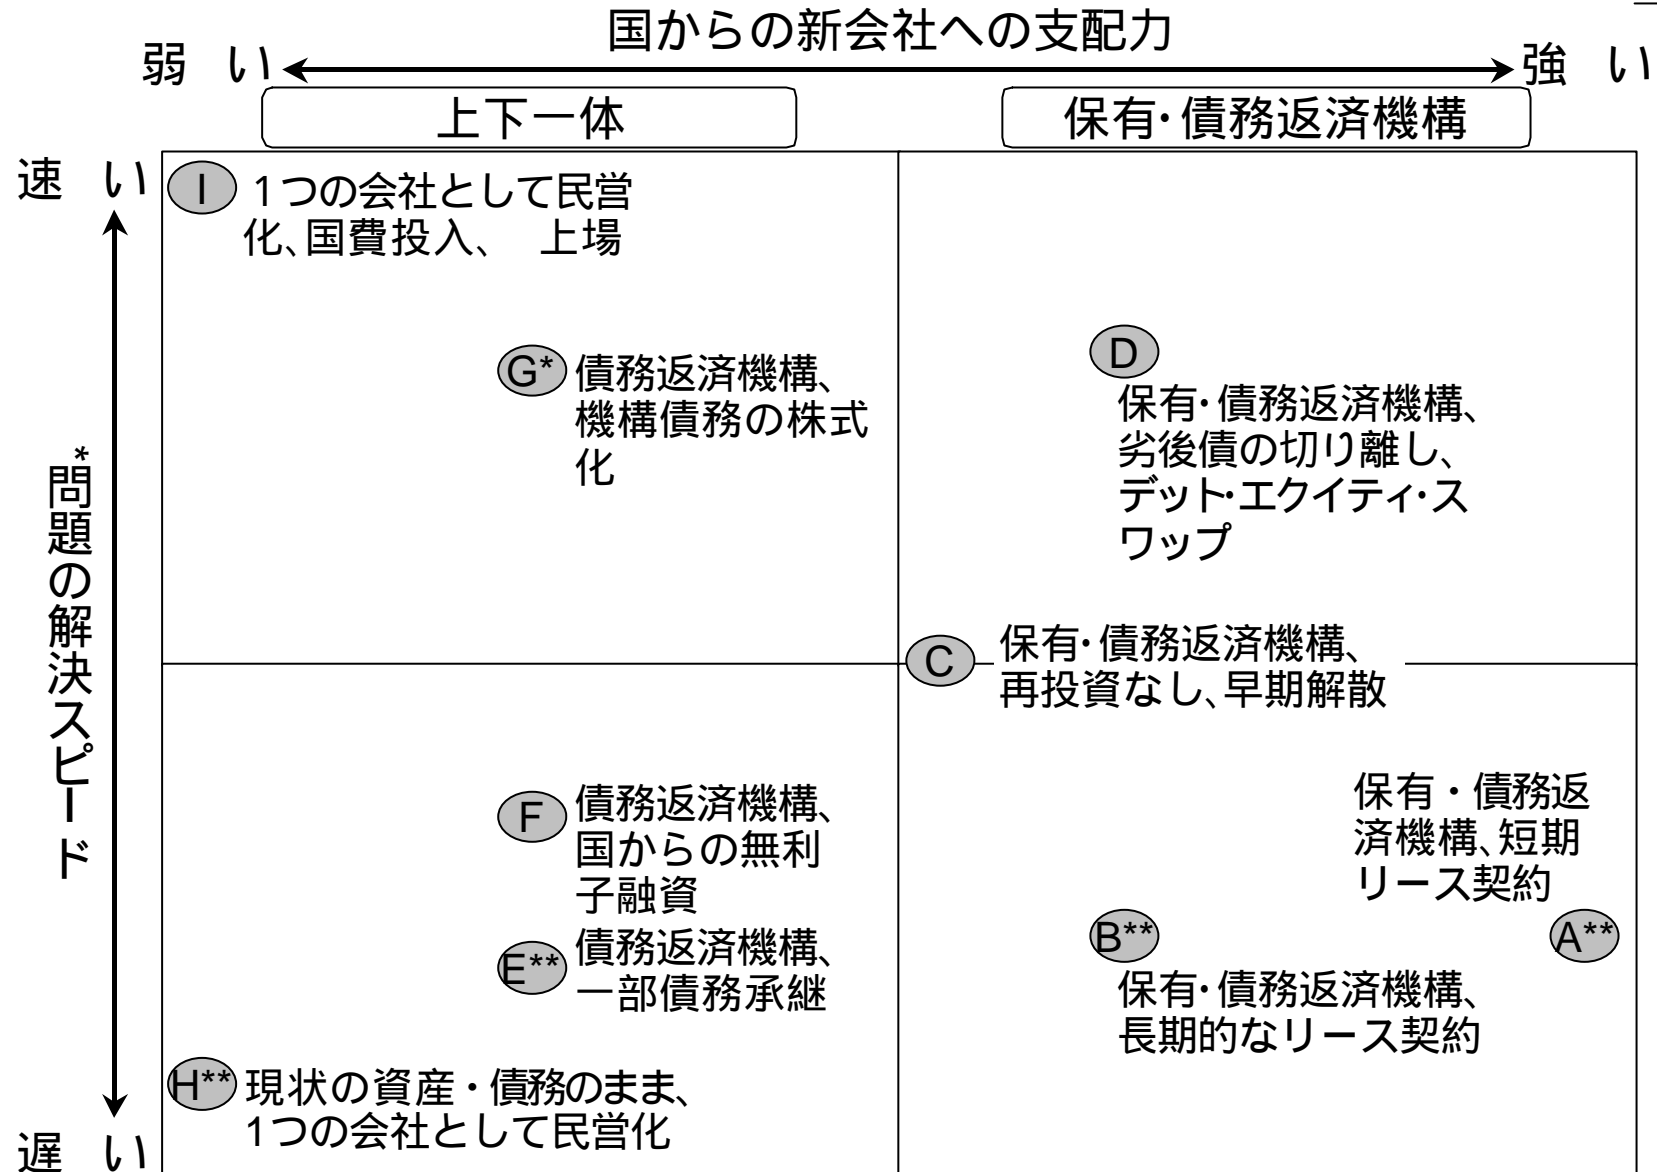 国からの新会社への支配力
弱 い
強 い
上下一体
保有・債務返済機構
速 い
I
1つの会社として民営
化、国費投入、 上場
G*
債務返済機構、
機構債務の株式
化
D
保有・債務返済機構、
劣後債の切り離し、
デット・エクイティ・ス
ワップ
*問題の解決スピード
C
保有・債務返済機構、
再投資なし、早期解散
F
債務返済機構、
国からの無利
子融資
保有・債務返
済機構、短期
リース契約
E**
債務返済機構、
一部債務承継
B**
A**
保有・債務返済機構、
長期的なリース契約
H**
現状の資産・債務のまま、
1つの会社として民営化
遅 い